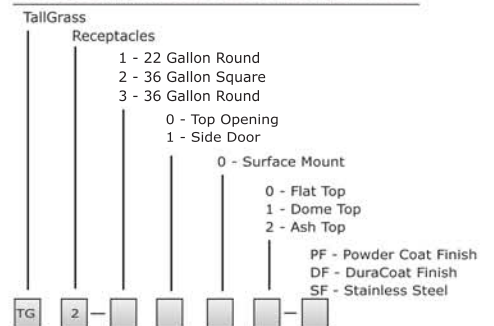 TallGrass
Receptacles
1 - 22 Gallon Round
2 - 36 Gallon Square
3 - 36 Gallon Round
0 - Top Opening
1 - Side Door
0 - Surface Mount
0 - Flat Top
1 - Dome Top
2 - Ash Top
PF - Powder Coat Finish
DF - DuraCoat Finish
SF - Stainless Steel
TG 2 – –